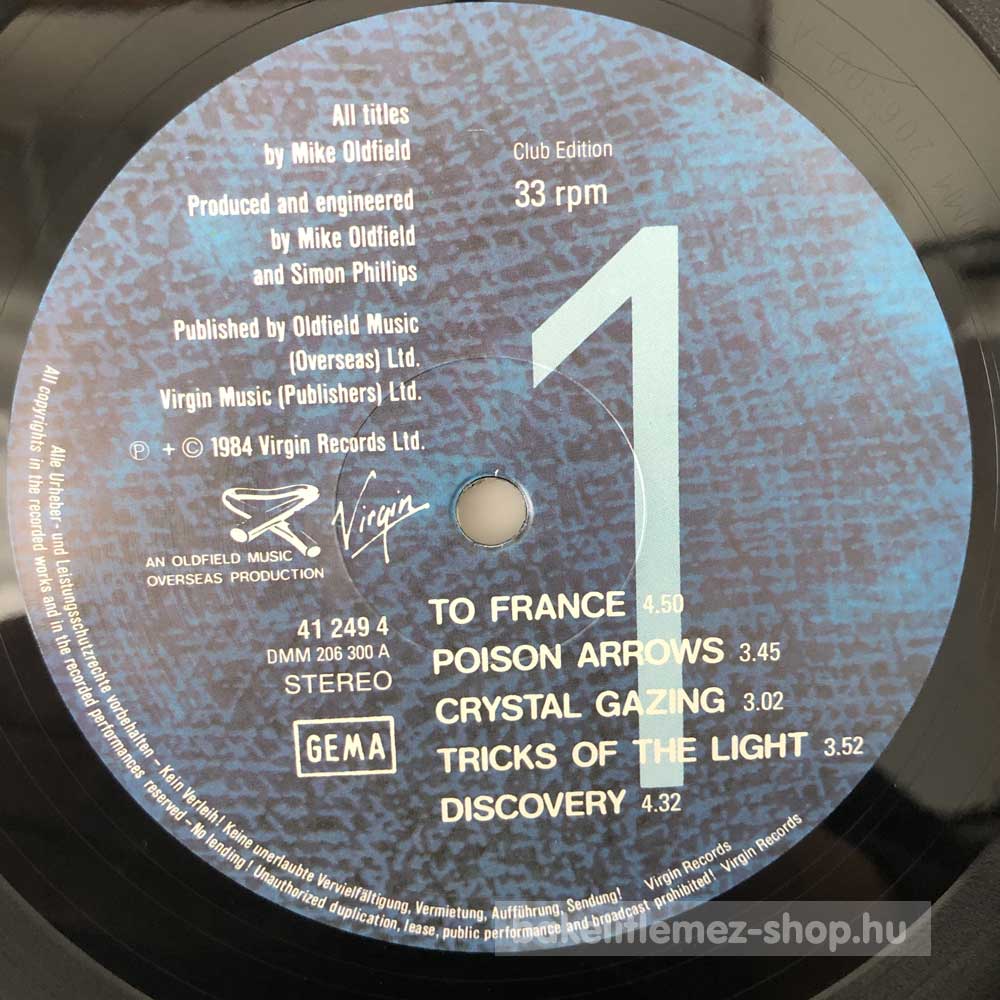 All titles
by Mike Oldfield
Produced and engineered
by Mike Oldfield
and Simon Phillips
Published by Oldfield Music
(Overseas) Ltd.
Virgin Music (Publishers) Ltd.
℗ + © 1984 Virgin Records Ltd.
Club Edition
33 rpm
1
Virgin
AN OLDFIELD MUSIC
OVERSEAS PRODUCTION
41 249 4
DMM 206 300 A
STEREO
GEMA
TO FRANCE 4.50
POISON ARROWS 3.45
CRYSTAL GAZING 3.02
TRICKS OF THE LIGHT 3.52
DISCOVERY 4.32
Alle Urheber- und Leistungsschutzrechte vorbehalten – Kein Verleih! Keine unerlaubte Vervielfältigung, Vermietung, Aufführung, Sendung! Virgin Records
All copyrights in the recorded works and in the recorded performances reserved – No lending! Unauthorized duplication, lease, public performance and broadcast prohibited! Virgin Records
bakelitlemez-shop.hu